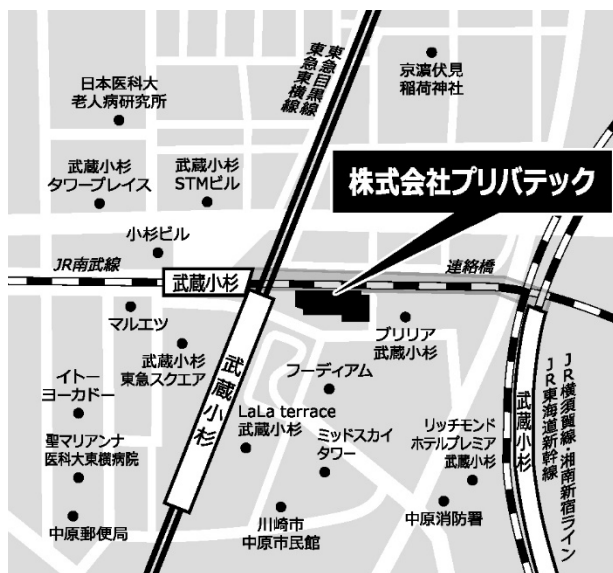 東急目黒線
東急東横線
京濱伏見
稲荷神社
日本医科大
老人病研究所
武蔵小杉
タワープレイス
武蔵小杉
STMビル
株式会社プリバテック
小杉ビル
JR南武線
武蔵小杉
連絡橋
マルエツ
武蔵小杉
東急スクエア
武蔵小杉
ブリリア
武蔵小杉
フーディアム
イトー
ヨーカドー
LaLa terrace
武蔵小杉
ミッドスカイ
タワー
リッチモンド
ホテルプレミア
武蔵小杉
武蔵小杉
JR横須賀線・湘南新宿ライン
JR東海道新幹線
聖マリアンナ
医科大東横病院
中原郵便局
川崎市
中原市民館
中原消防署